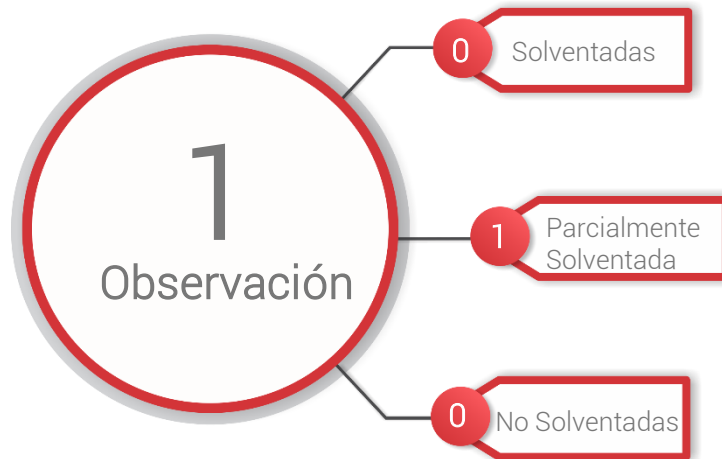 1
Observación
0
Solventadas
1
Parcialmente
Solventada
0
No Solventadas